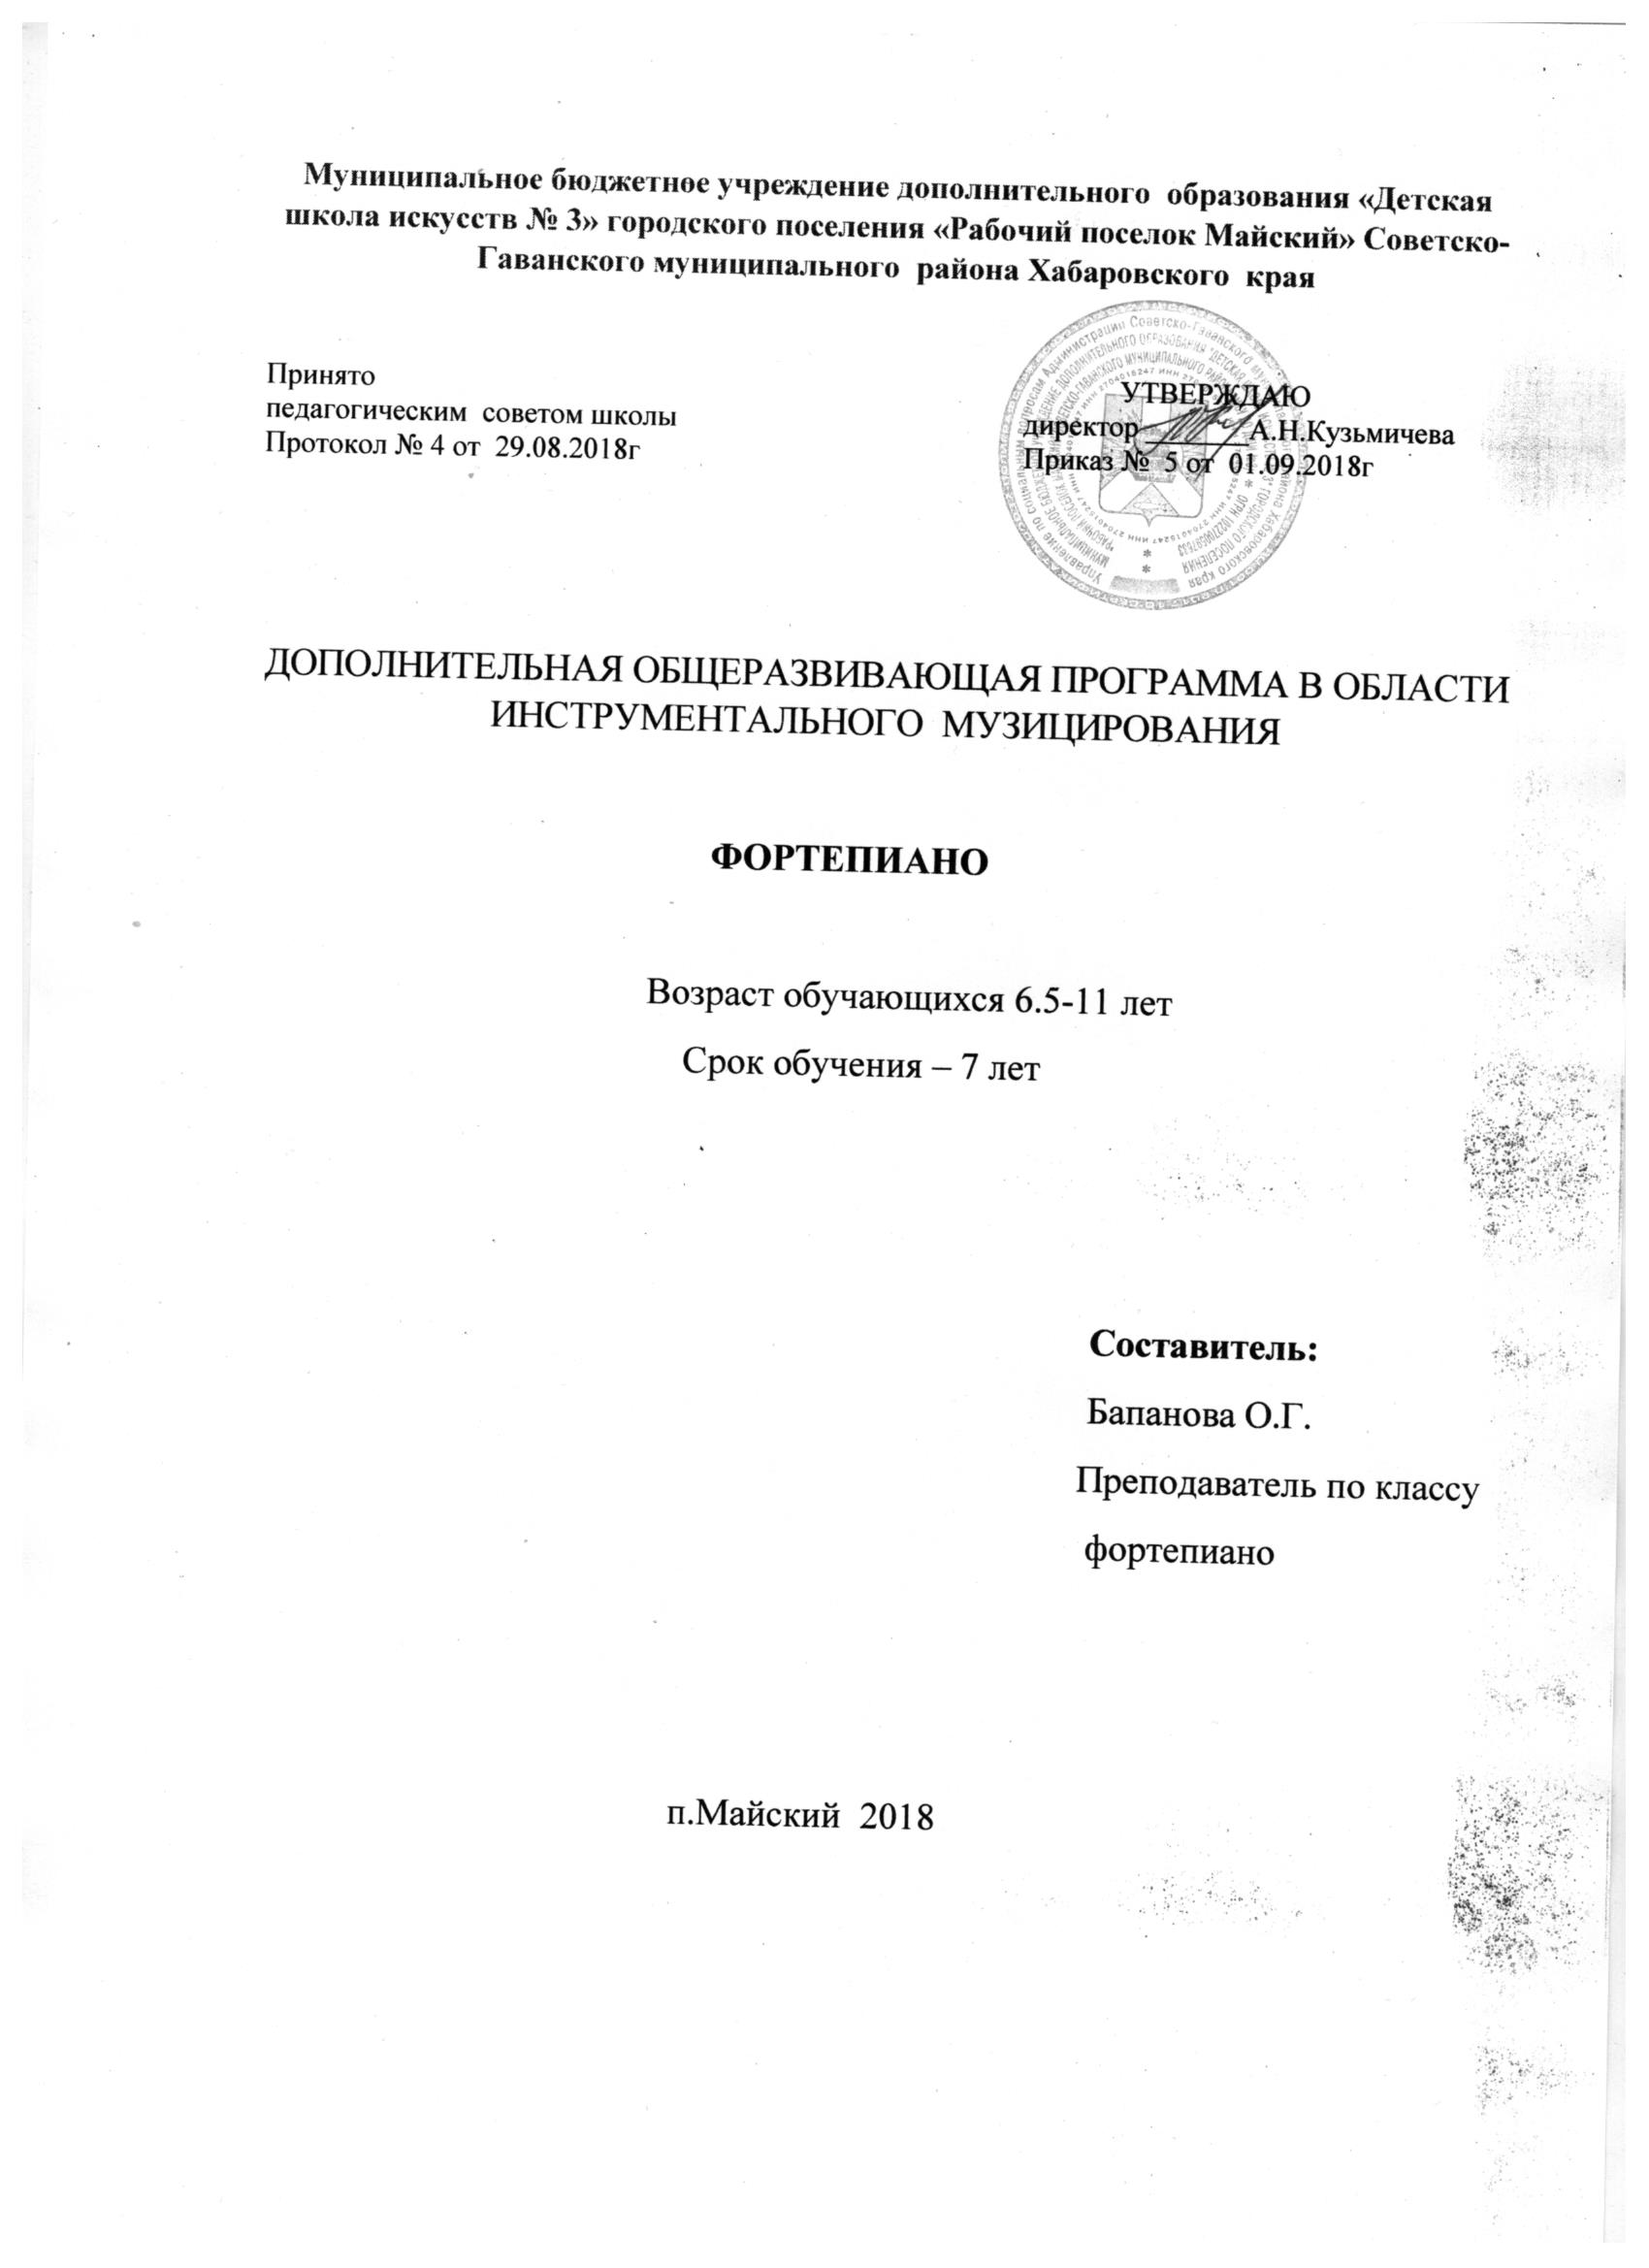 Муниципальное бюджетное учреждение дополнительного образования «Детская
школа искусств № 3» городского поселения «Рабочий поселок Майский» Советско-
Гаванского муниципального района Хабаровского края
Принято
педагогическим советом школы
Протокол № 4 от 29.08.2018г
УТВЕРЖДАЮ
директор_______А.Н.Кузьмичева
Приказ № 5 от 01.09.2018г
ДОПОЛНИТЕЛЬНАЯ ОБЩЕРАЗВИВАЮЩАЯ ПРОГРАММА В ОБЛАСТИ
ИНСТРУМЕНТАЛЬНОГО МУЗИЦИРОВАНИЯ
ФОРТЕПИАНО
Возраст обучающихся 6.5-11 лет
Срок обучения – 7 лет
Составитель:
Бапанова О.Г.
Преподаватель по классу
фортепиано
п.Майский 2018